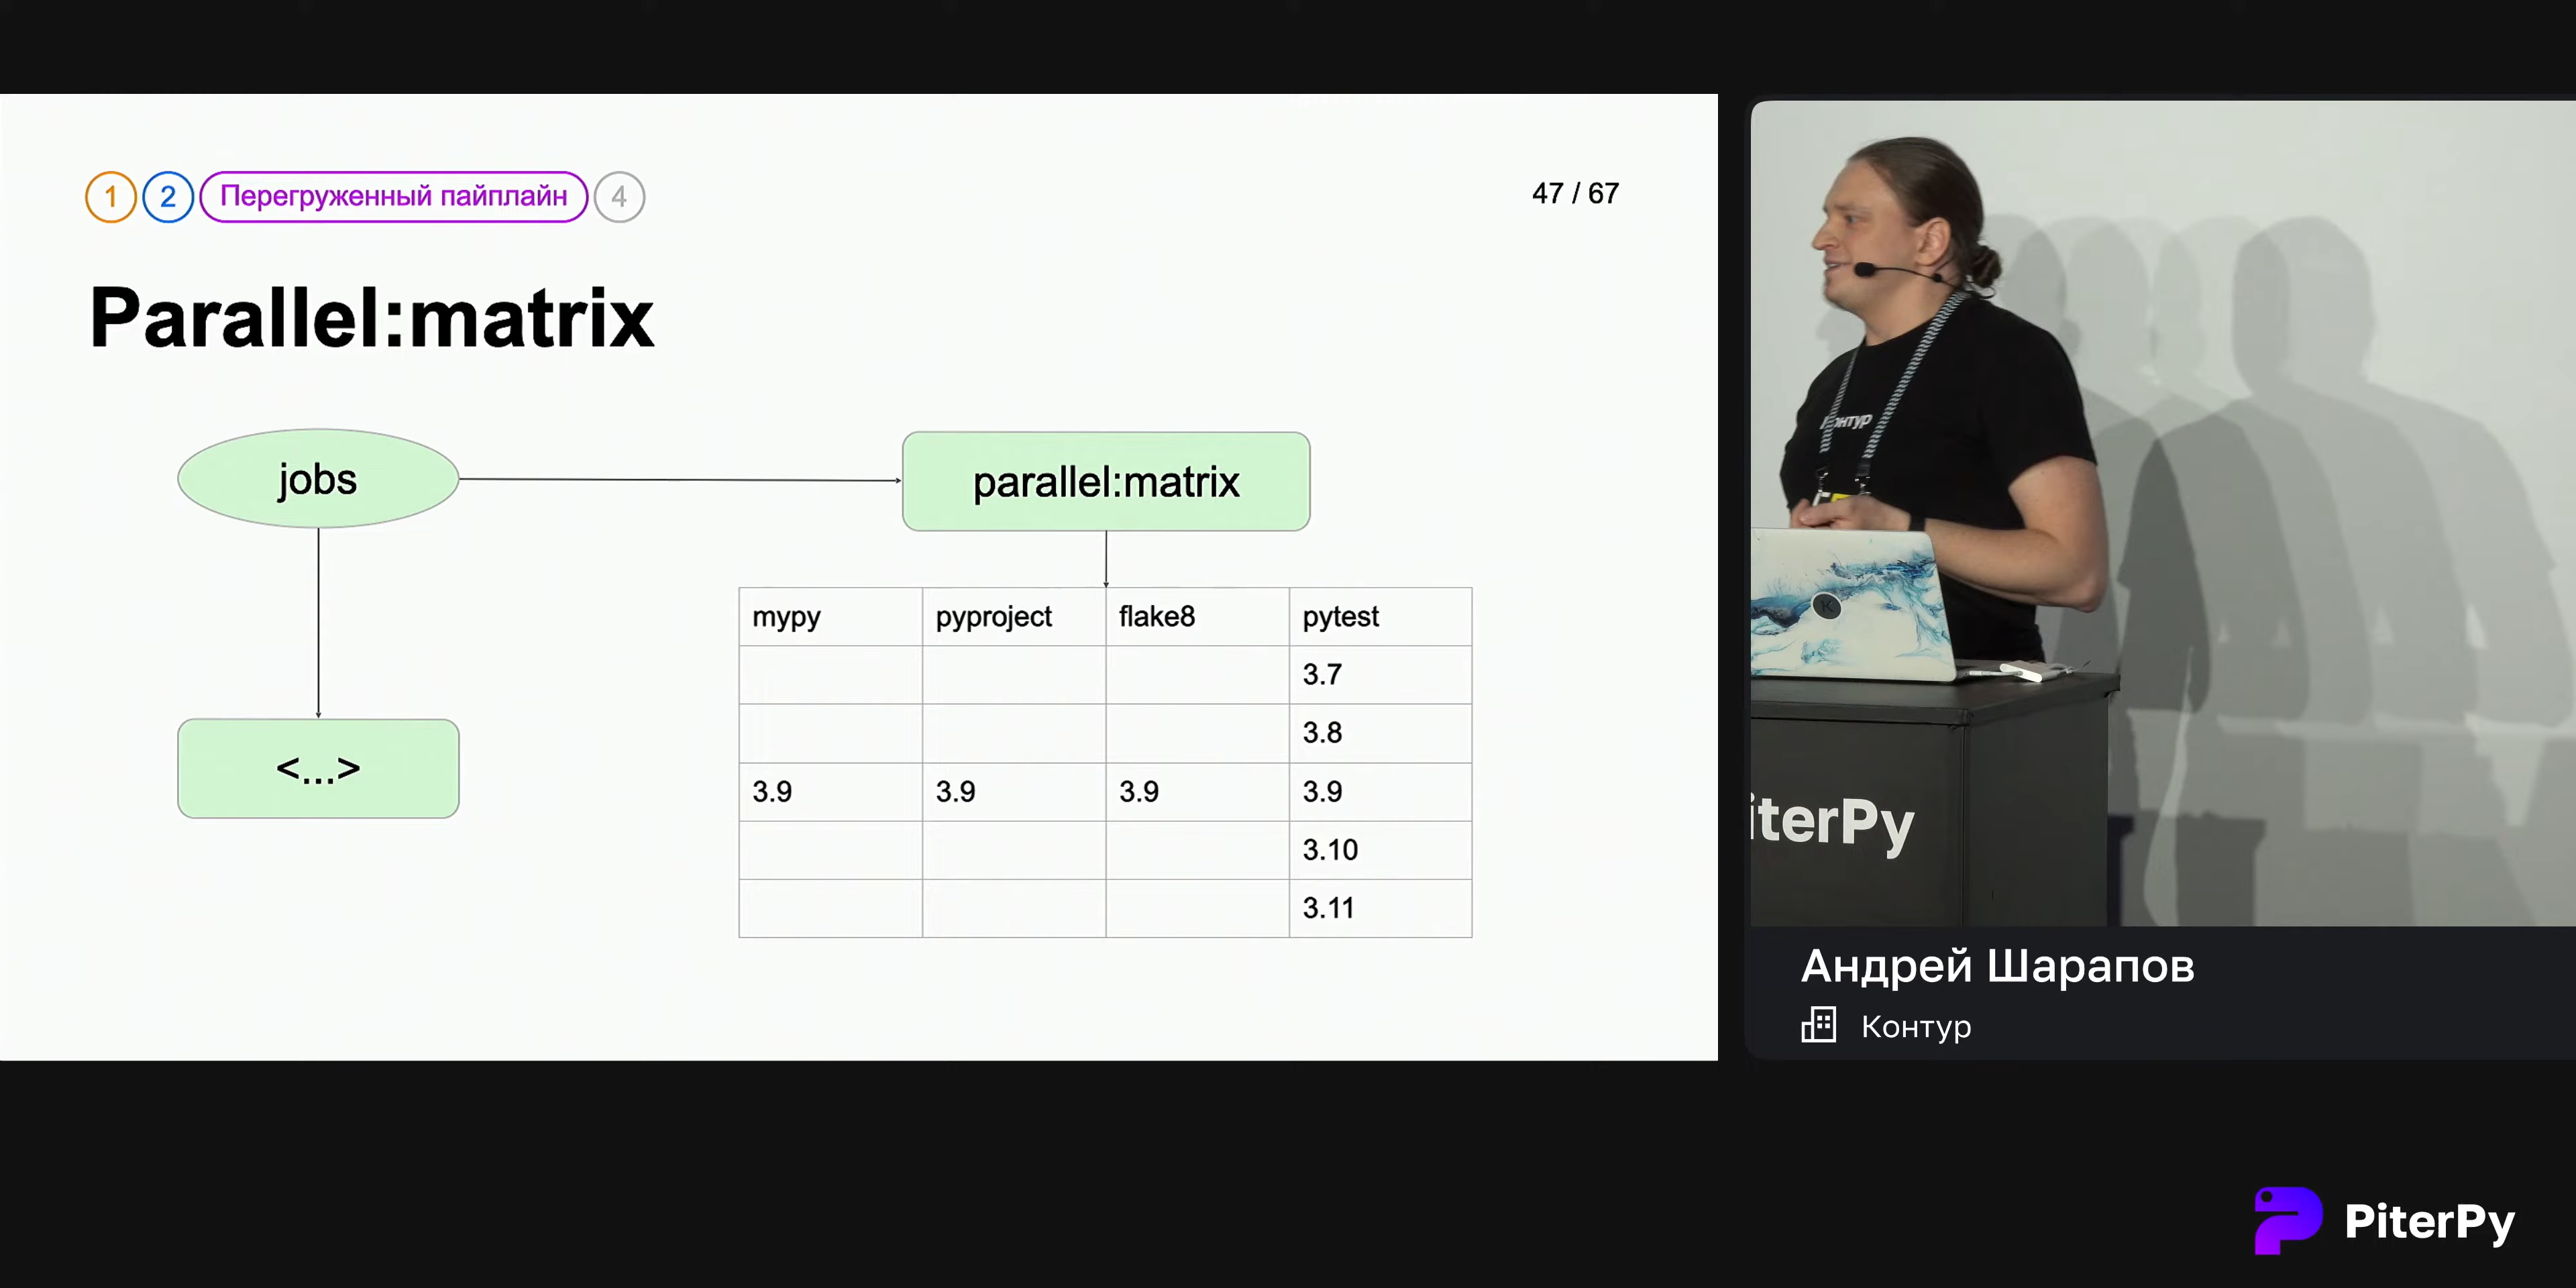 1 2 Перегруженный пайплайн 4
47 / 67
Parallel:matrix
jobs
parallel:matrix
<...>
mypy pyproject flake8 pytest
3.7
3.8
3.9 3.9 3.9 3.9
3.10
3.11
iterPy
Андрей Шарапов
Контур
PiterPy